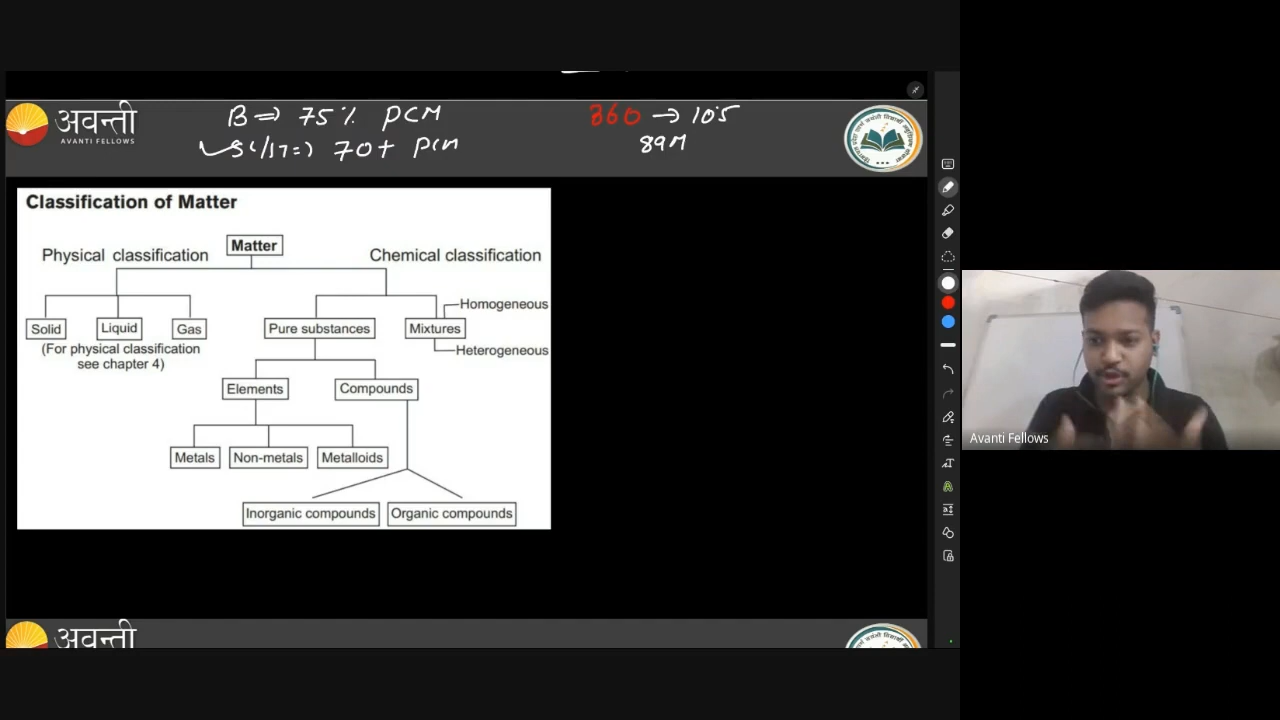 अवन्ती
AVANTI FELLOWS
B => 75% PCM
70+ PCM
360 → 105
89M
Classification of Matter
Matter
Physical classification
Chemical classification
Homogeneous
Solid
Liquid
Gas
Pure substances
Mixtures
(For physical classification
see chapter 4)
Heterogeneous
Elements
Compounds
Metals
Non-metals
Metalloids
Inorganic compounds
Organic compounds
अवन्ती
Avanti Fellows